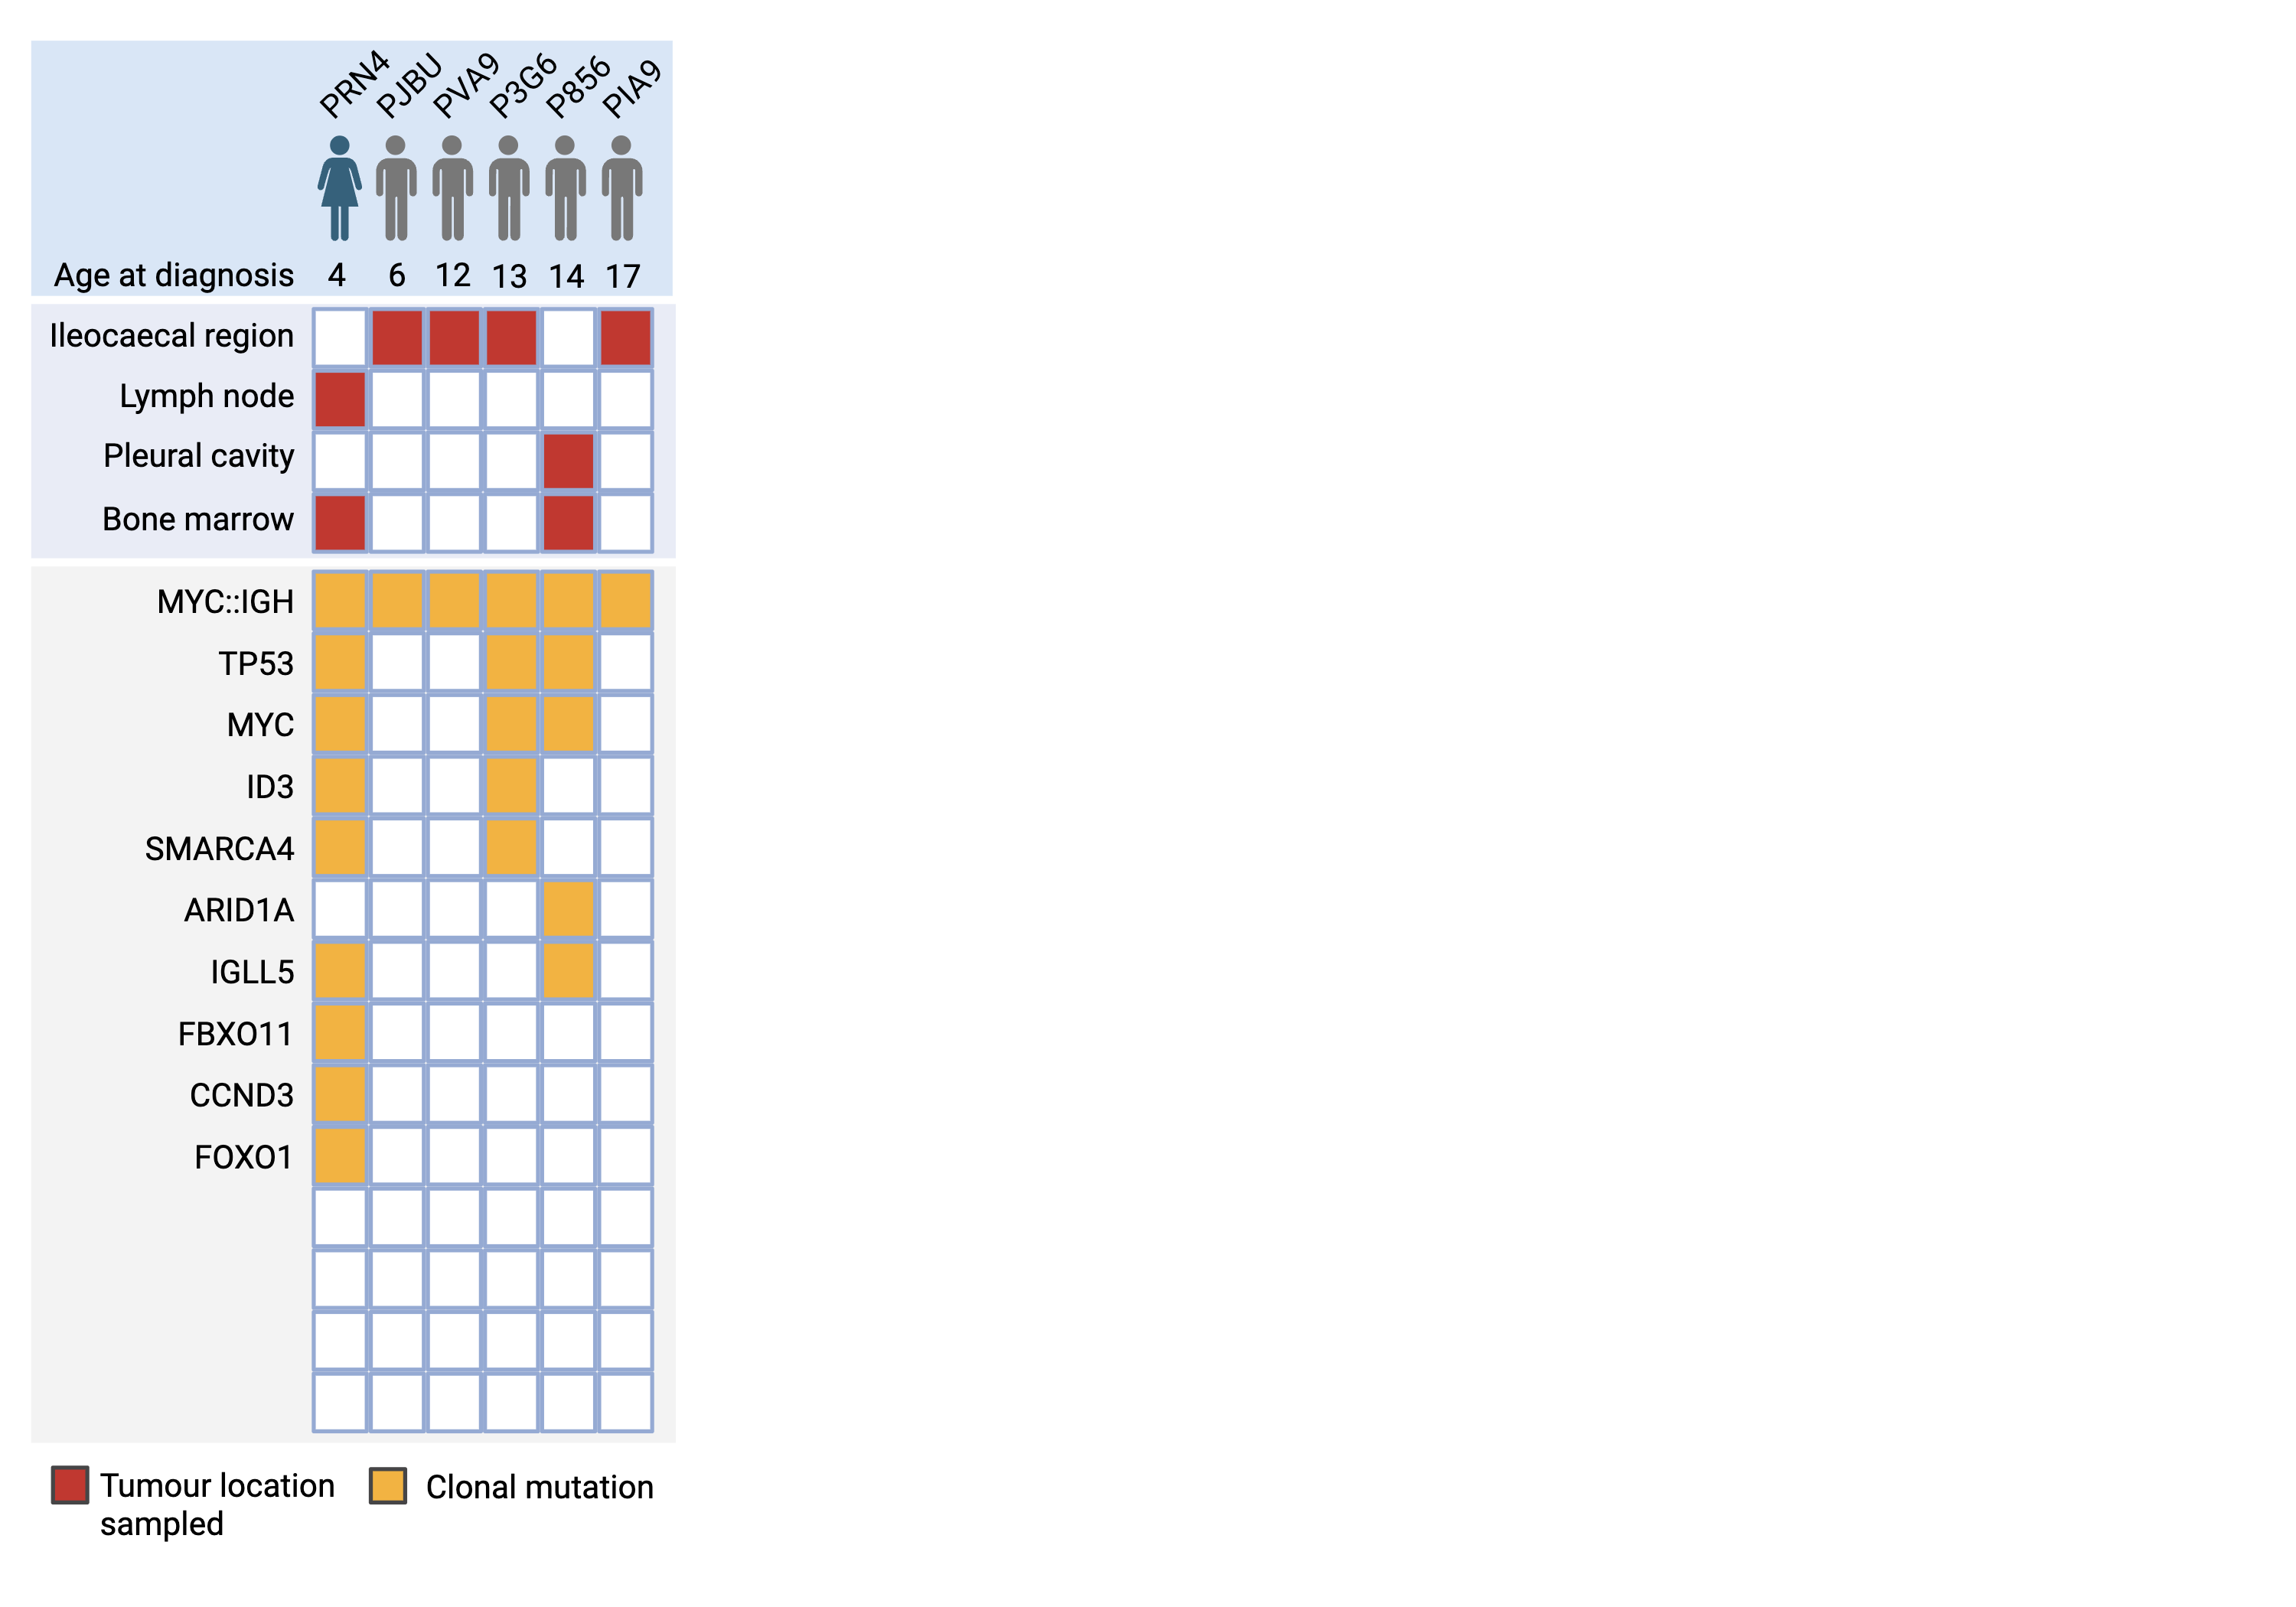 PRN4 PJBU PVA9 P3G6 P856 PIA9
Age at diagnosis 4 6 12 13 14 17
Ileocaecal region
Lymph node
Pleural cavity
Bone marrow
MYC::IGH
TP53
MYC
ID3
SMARCA4
ARID1A
IGLL5
FBXO11
CCND3
FOXO1
Tumour location
sampled
Clonal mutation